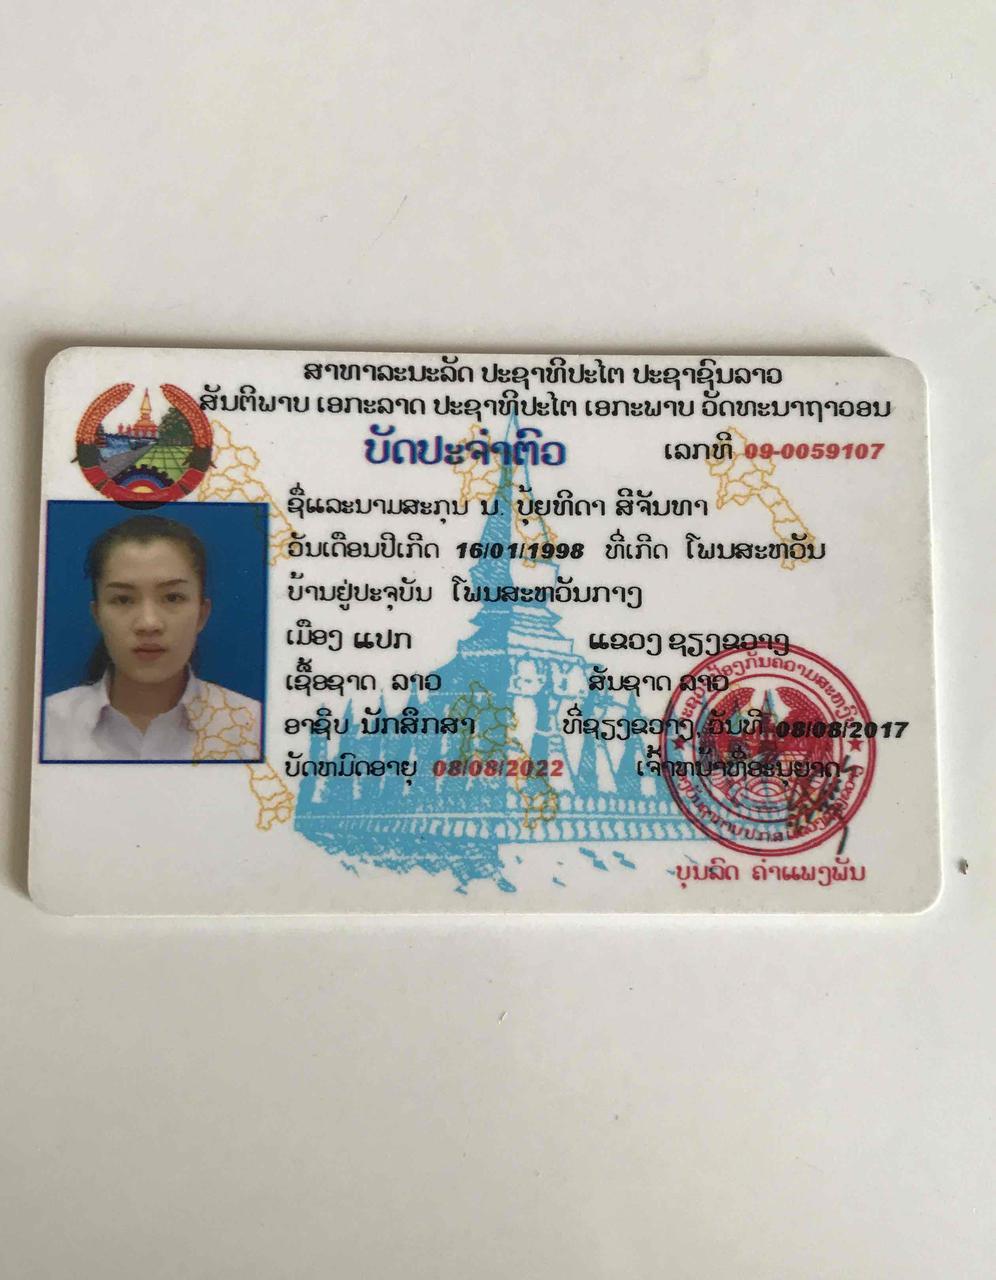 ສາທາລະນະລັດ ປະຊາທິປະໄຕ ປະຊາຊົນລາວ
ສັນຕິພາບ ເອກະລາດ ປະຊາທິປະໄຕ ເອກະພາບ ວັດທະນາຖາວອນ
ບັດປະຈຳຕົວ
ເລກທີ 09-0059107
ຊື່ແລະນາມສະກຸນ ນ. ປຸ້ຍທິດາ ສີຈັນທາ
ວັນເດືອນປີເກີດ 16/01/1998 ທີ່ເກີດ ໂພນສະຫວັນ
ບ້ານຢູ່ປະຈຸບັນ ໂພນສະຫວັນກາງ
ເມືອງ ແປກ ແຂວງ ຊຽງຂວາງ
ເຊື້ອຊາດ ລາວ ສັນຊາດ ລາວ
ອາຊີບ ນັກສຶກສາ ທີ່ຊຽງຂວາງ, ວັນທີ 08/08/2017
ບັດຫມົດອາຍຸ 08/08/2022 ເຈົ້າຫນ້າທີ່ອະນຸຍາດ
ບຸນລົດ ຄຳແພງພັນ